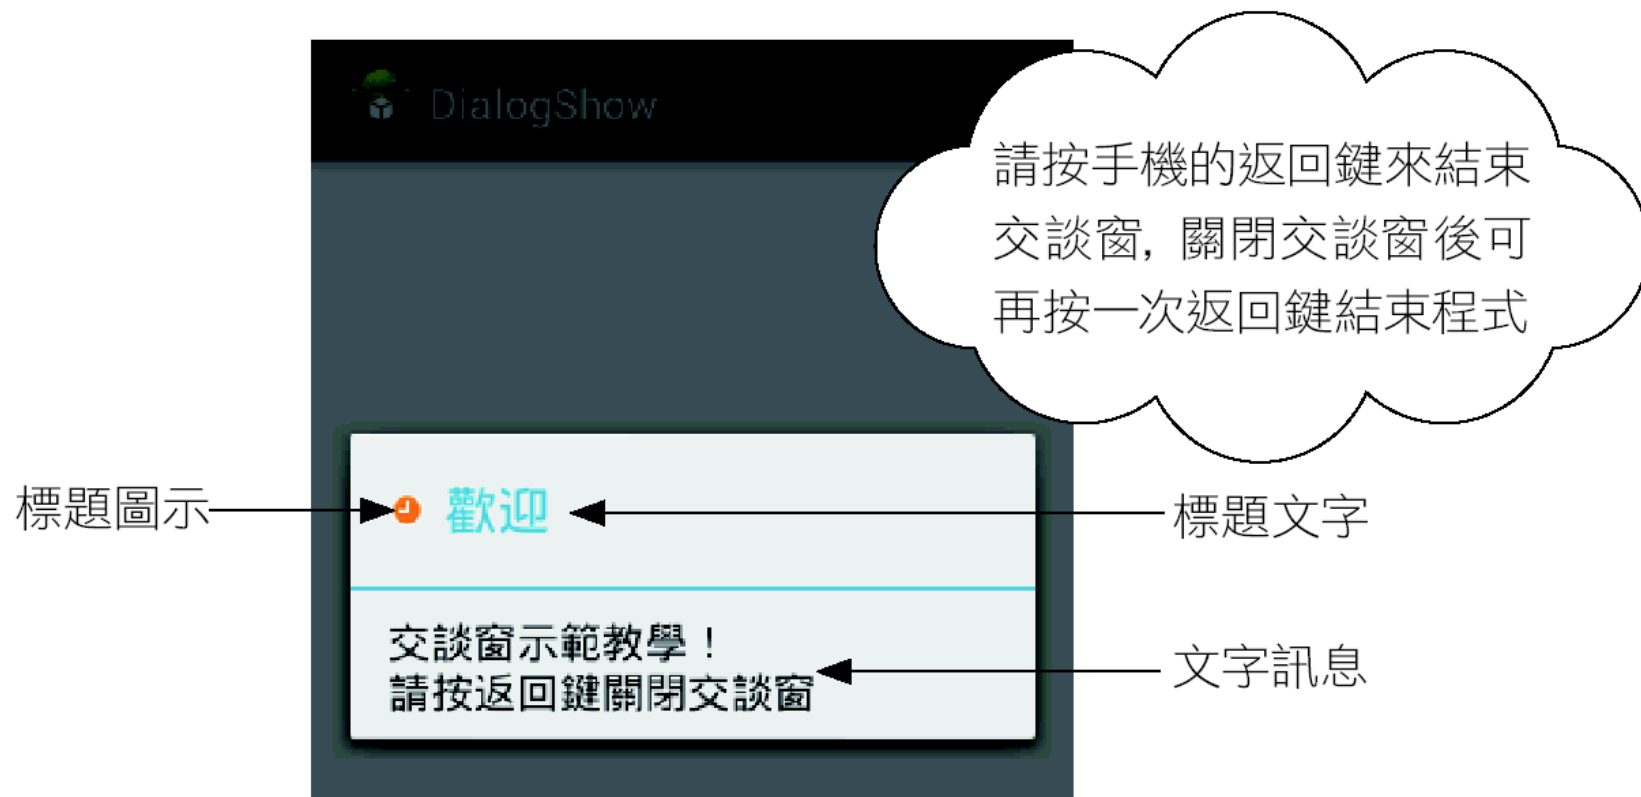 DialogShow
請按手機的返回鍵來結束
交談窗, 關閉交談窗後可
再按一次返回鍵結束程式
標題圖示
歡迎
標題文字
交談窗示範教學！
請按返回鍵關閉交談窗
文字訊息